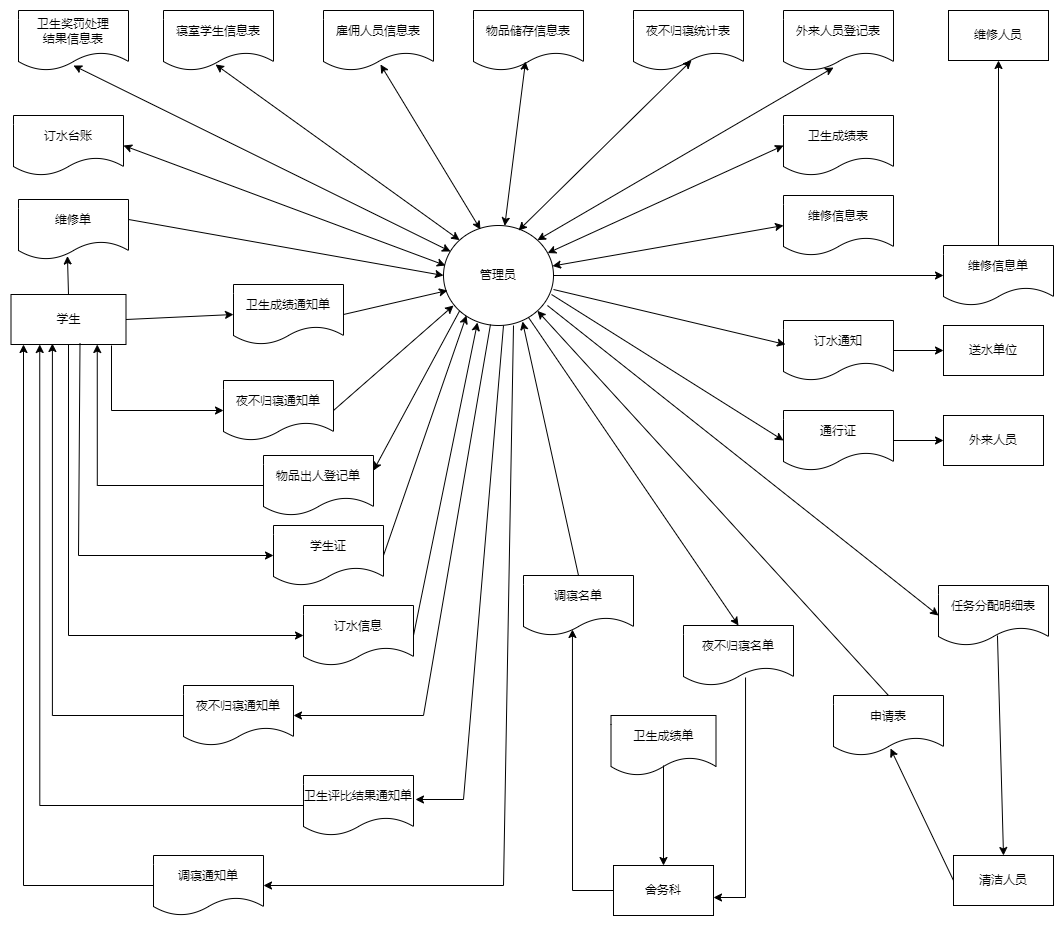 卫生奖罚处理
结果信息表
寝室学生信息表
雇佣人员信息表
物品储存信息表
夜不归寝统计表
外来人员登记表
维修人员
订水台账
卫生成绩表
维修单
维修信息表
管理员
维修信息单
学生
卫生成绩通知单
订水通知
送水单位
夜不归寝通知单
通行证
外来人员
物品出人登记单
学生证
调寝名单
任务分配明细表
订水信息
夜不归寝名单
夜不归寝通知单
申请表
卫生成绩单
卫生评比结果通知单
调寝通知单
舍务科
清洁人员